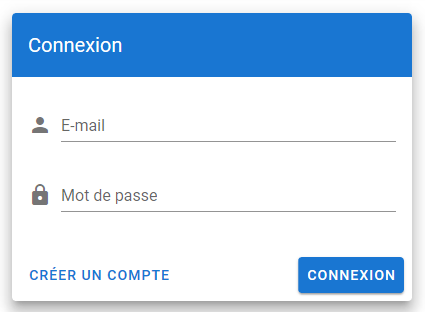 Connexion
E-mail
Mot de passe
CRÉER UN COMPTE
CONNEXION